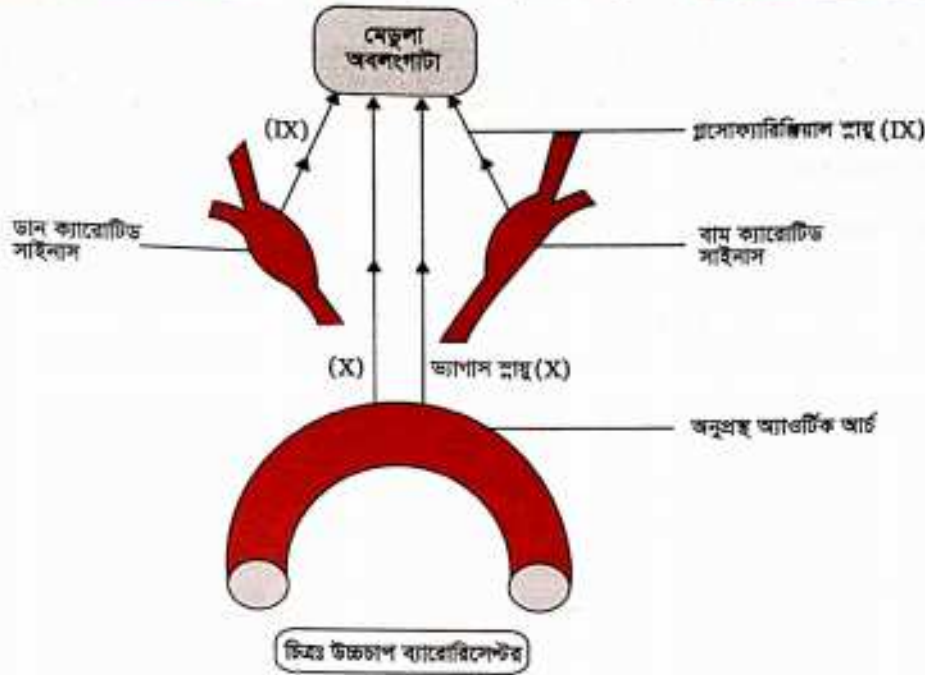 মেডুলা
অবলংগাটা
(IX)
গ্লসোফ্যারিঞ্জিয়াল স্নায়ু (IX)
ডান ক্যারোটিড
সাইনাস
বাম ক্যারোটিড
সাইনাস
(X)
ভ্যাগাস স্নায়ু (X)
অনুপ্রস্থ অ্যাওর্টিক আর্চ
চিত্রঃ উচ্চচাপ ব্যারোরিসেপ্টর